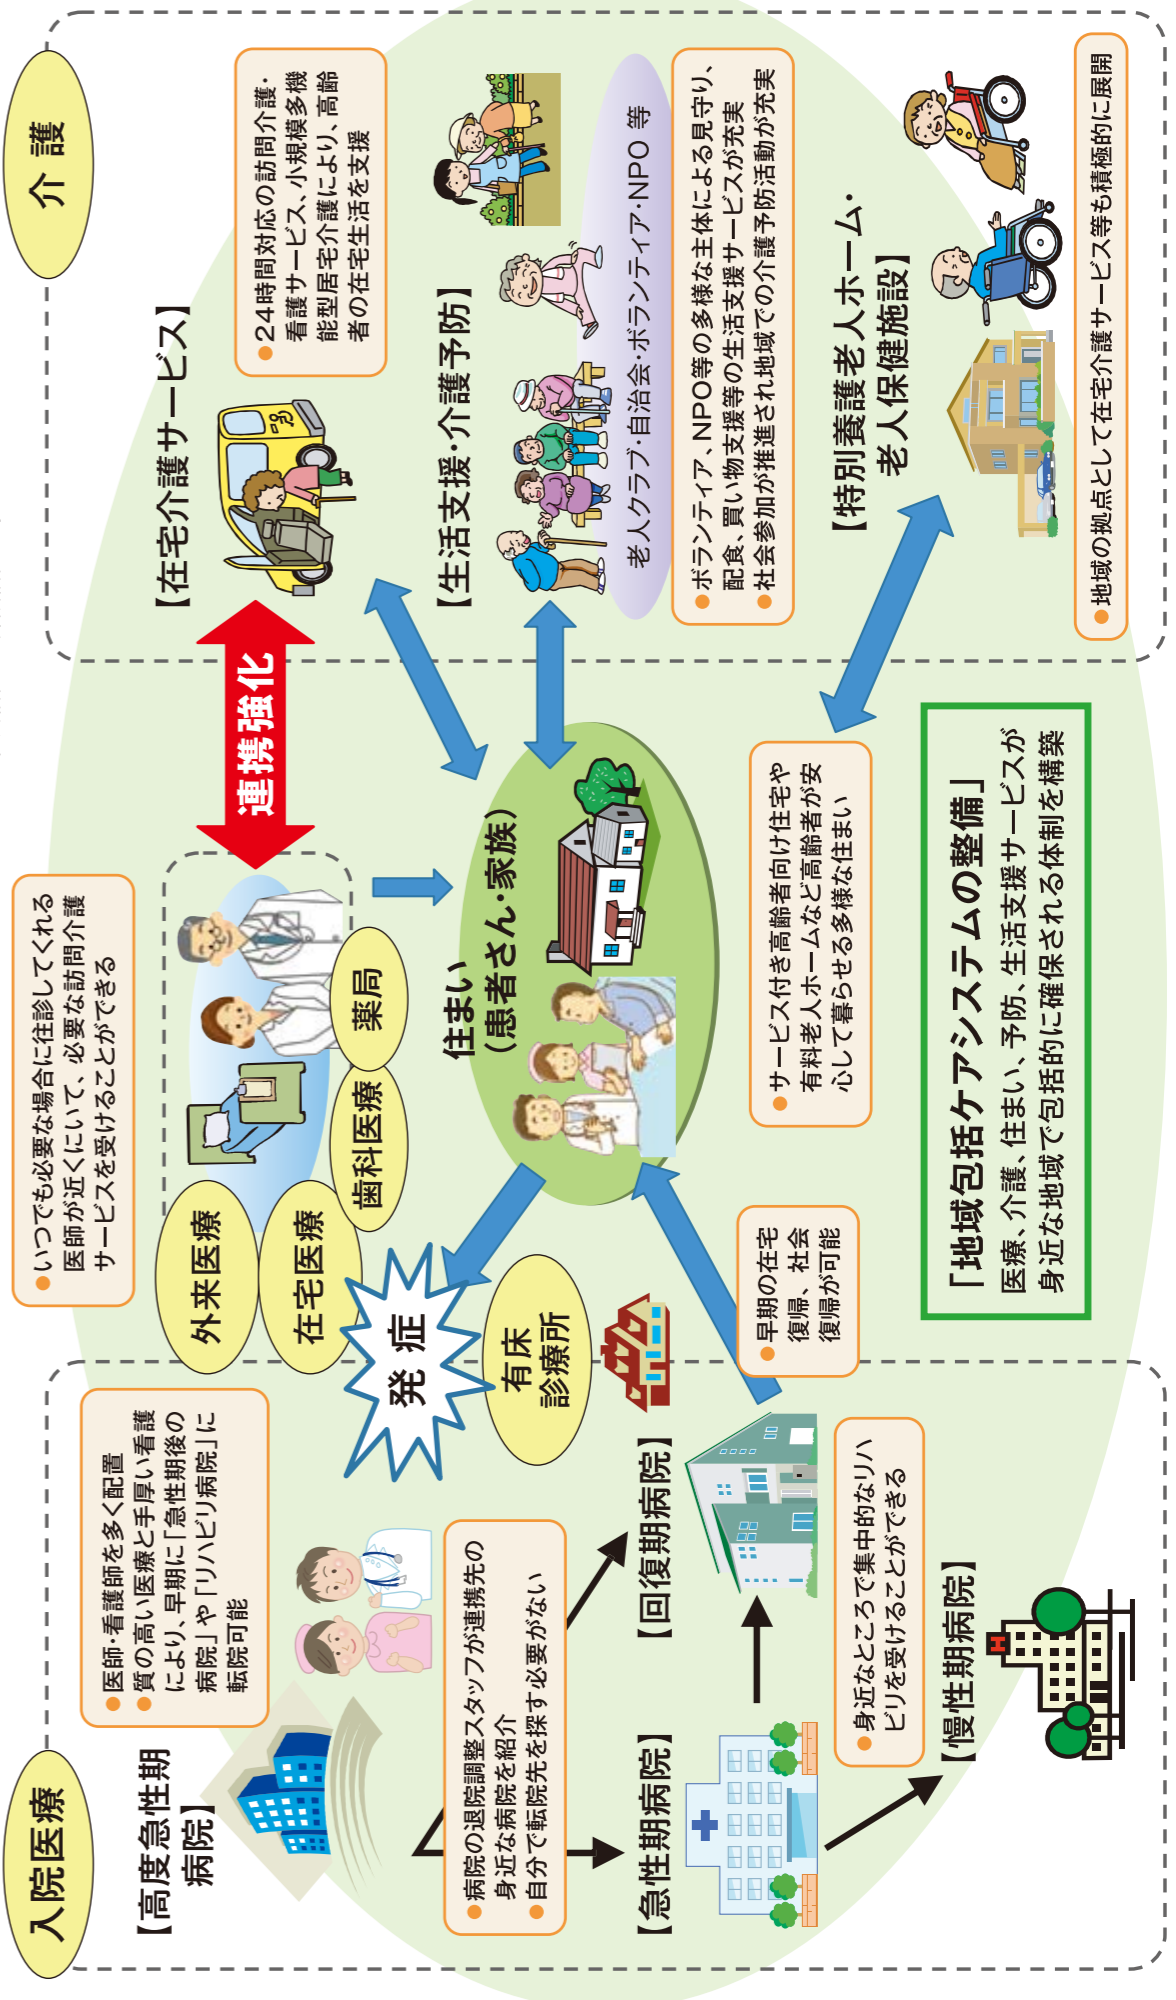 入院医療
【高度急性期
病院】
●医師・看護師を多く配置
●質の高い医療と手厚い看護
により、早期に「急性期後の
病院」や「リハビリ病院」に
転院可能
●病院の退院調整スタッフが連携先の
身近な病院を紹介
●自分で転院先を探す必要がない
【急性期病院】
【回復期病院】
●身近なところで集中的なリハ
ビリを受けることができる
【慢性期病院】
●いつでも必要な場合に往診してくれる
医師が近くにいて、必要な訪問介護
サービスを受けることができる
外来医療
在宅医療
歯科医療
薬局
発症
有床
診療所
●早期の在宅
復帰、社会
復帰が可能
連携強化
住まい
(患者さん・家族)
●サービス付き高齢者向け住宅や
有料老人ホームなど高齢者が安
心して暮らせる多様な住まい
「地域包括ケアシステムの整備」
医療、介護、住まい、予防、生活支援サービスが
身近な地域で包括的に確保される体制を構築
介護
【在宅介護サービス】
●24時間対応の訪問介護・
看護サービス、小規模多機
能型居宅介護により、高齢
者の在宅生活を支援
【生活支援・介護予防】
老人クラブ・自治会・ボランティア・NPO 等
●ボランティア、NPO等の多様な主体による見守り、
配食、買い物支援等の生活支援サービスが充実
●社会参加が推進され地域での介護予防活動が充実
【特別養護老人ホーム・
老人保健施設】
●地域の拠点として在宅介護サービス等も積極的に展開
H